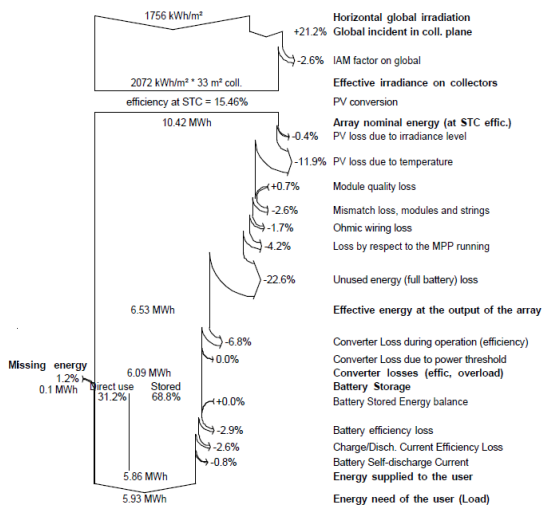 1756 kWh/m² Horizontal global irradiation
+21.2% Global incident in coll. plane
-2.6% IAM factor on global
2072 kWh/m² * 33 m² coll. Effective irradiance on collectors
efficiency at STC = 15.46% PV conversion
10.42 MWh Array nominal energy (at STC effic.)
-0.4% PV loss due to irradiance level
-11.9% PV loss due to temperature
+0.7% Module quality loss
-2.6% Mismatch loss, modules and strings
-1.7% Ohmic wiring loss
-4.2% Loss by respect to the MPP running
-22.6% Unused energy (full battery) loss
6.53 MWh Effective energy at the output of the array
-6.8% Converter Loss during operation (efficiency)
0.0% Converter Loss due to power threshold
Missing energy 6.09 MWh Converter losses (effic, overload)
1.2% Direct use Stored Battery Storage
0.1 MWh 31.2% 68.8% +0.0% Battery Stored Energy balance
-2.9% Battery efficiency loss
-2.6% Charge/Disch. Current Efficiency Loss
-0.8% Battery Self-discharge Current
5.86 MWh Energy supplied to the user
5.93 MWh Energy need of the user (Load)